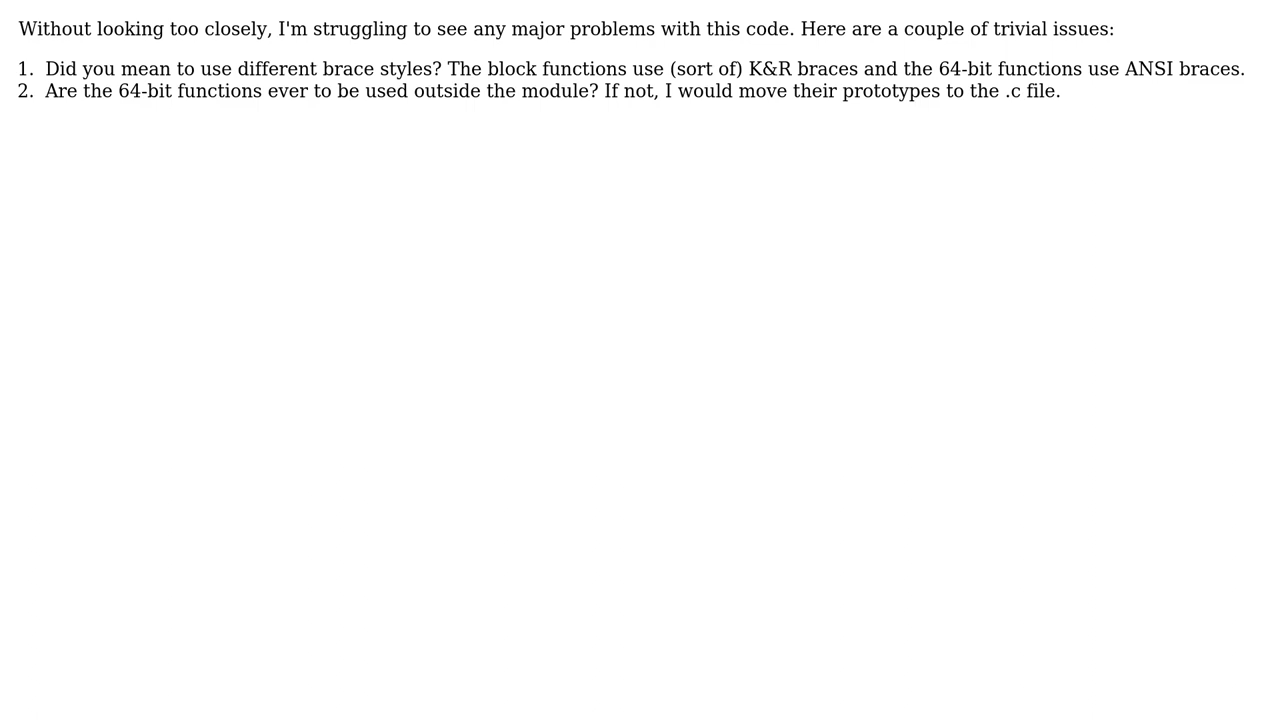 Without looking too closely, I'm struggling to see any major problems with this code. Here are a couple of trivial issues:
1. Did you mean to use different brace styles? The block functions use (sort of) K&R braces and the 64-bit functions use ANSI braces.
2. Are the 64-bit functions ever to be used outside the module? If not, I would move their prototypes to the .c file.